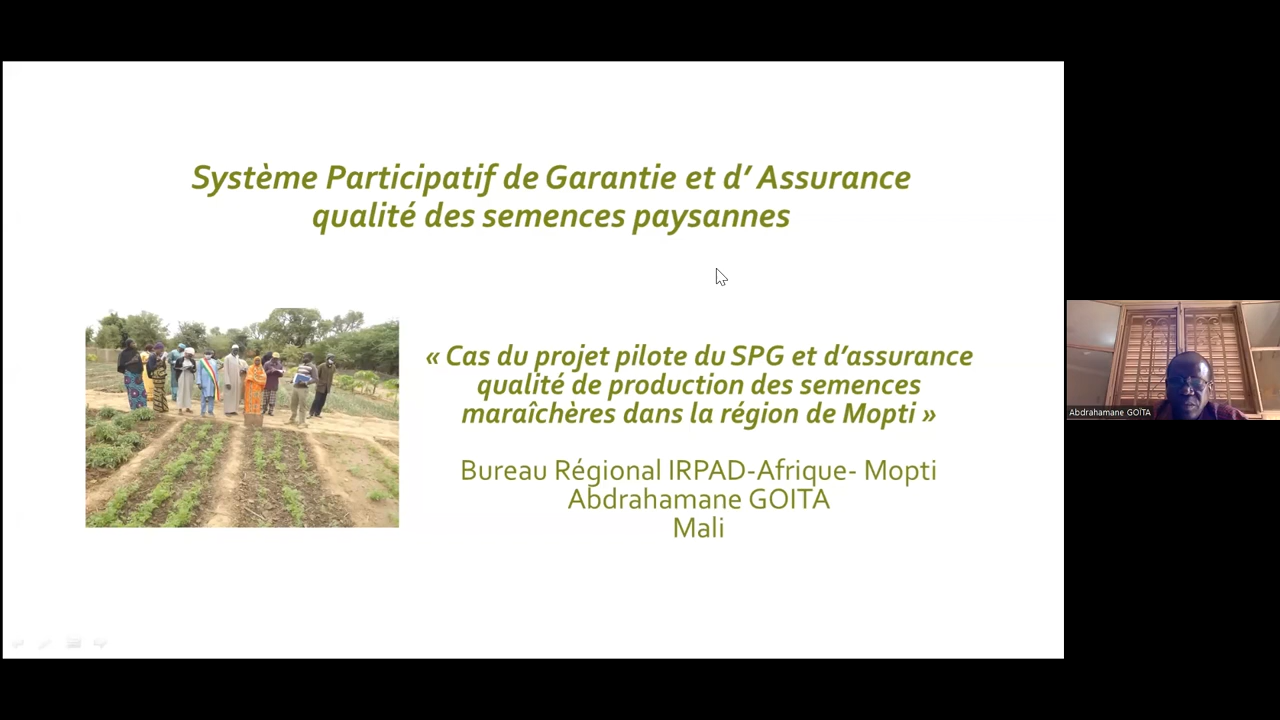 Système Participatif de Garantie et d’ Assurance
qualité des semences paysannes
« Cas du projet pilote du SPG et d’assurance
qualité de production des semences
maraîchères dans la région de Mopti »
Bureau Régional IRPAD-Afrique- Mopti
Abdrahamane GOITA
Mali
Abdrahamane GOÏTA